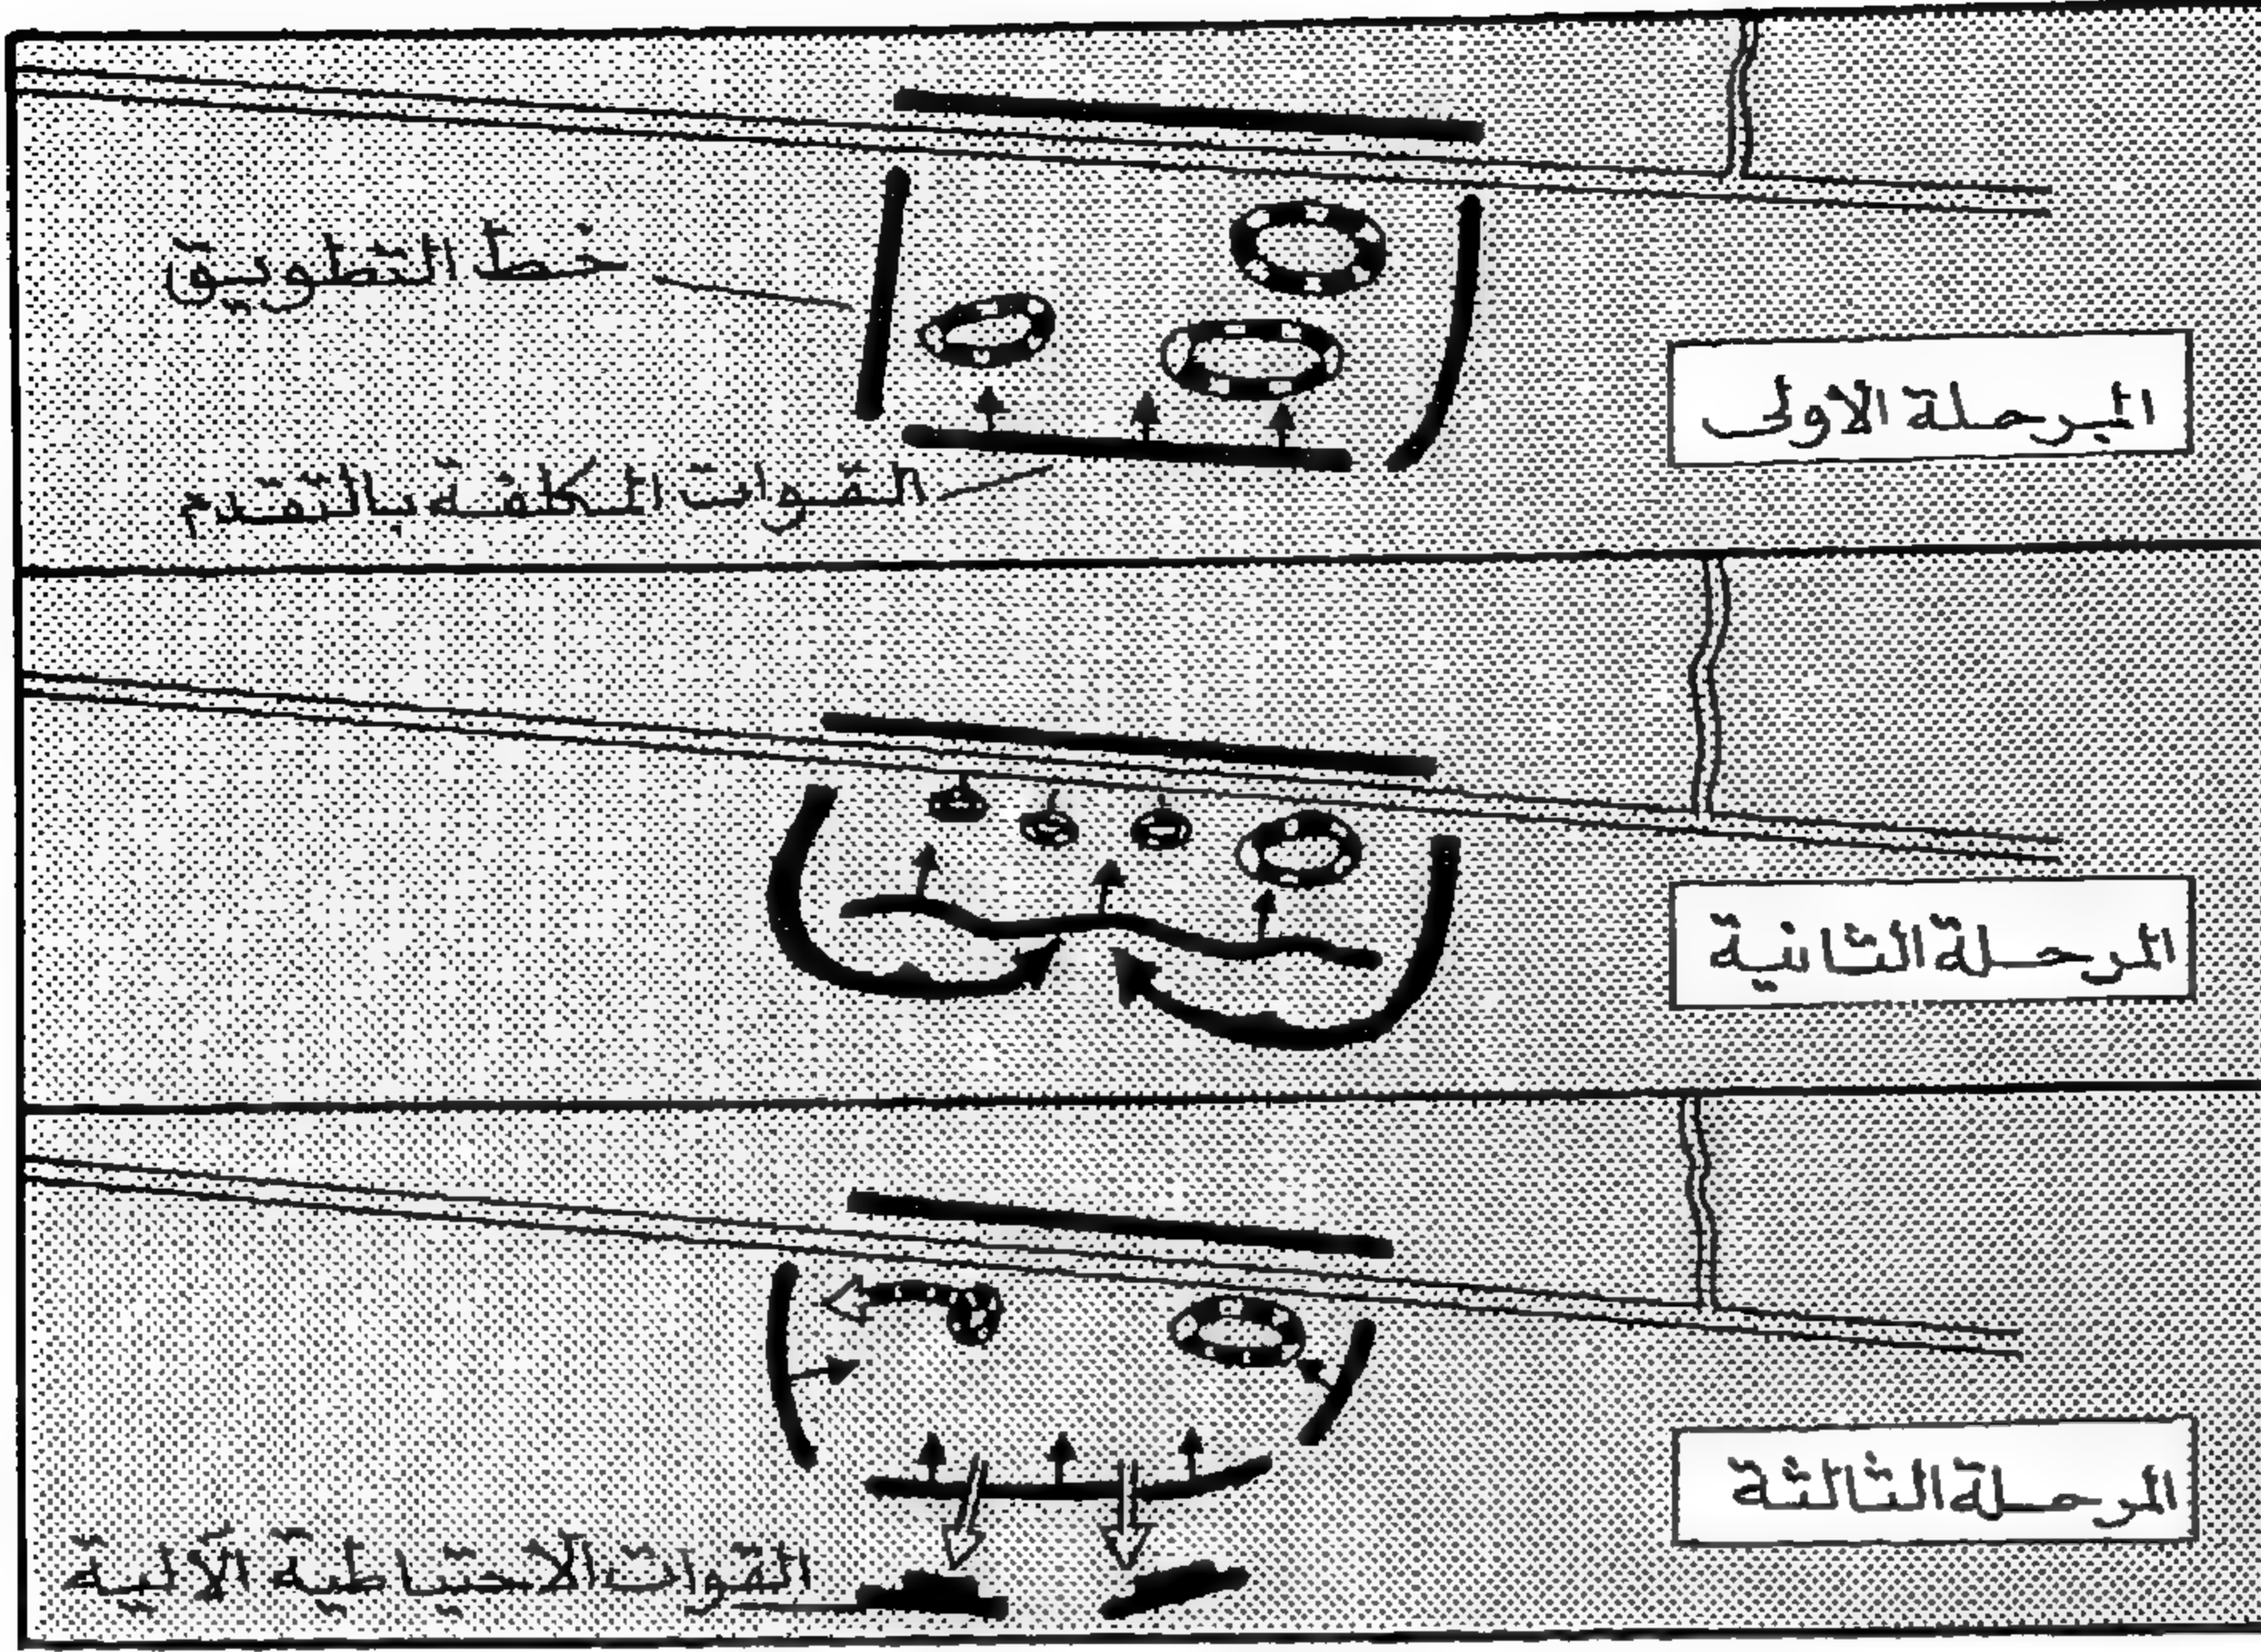 خط التطويق
المرحلة الاولى
القوات المكلفة بالتقدم
المرحلة الثانية
المرحلة الثالثة
القوات الاحتياطية الآلية